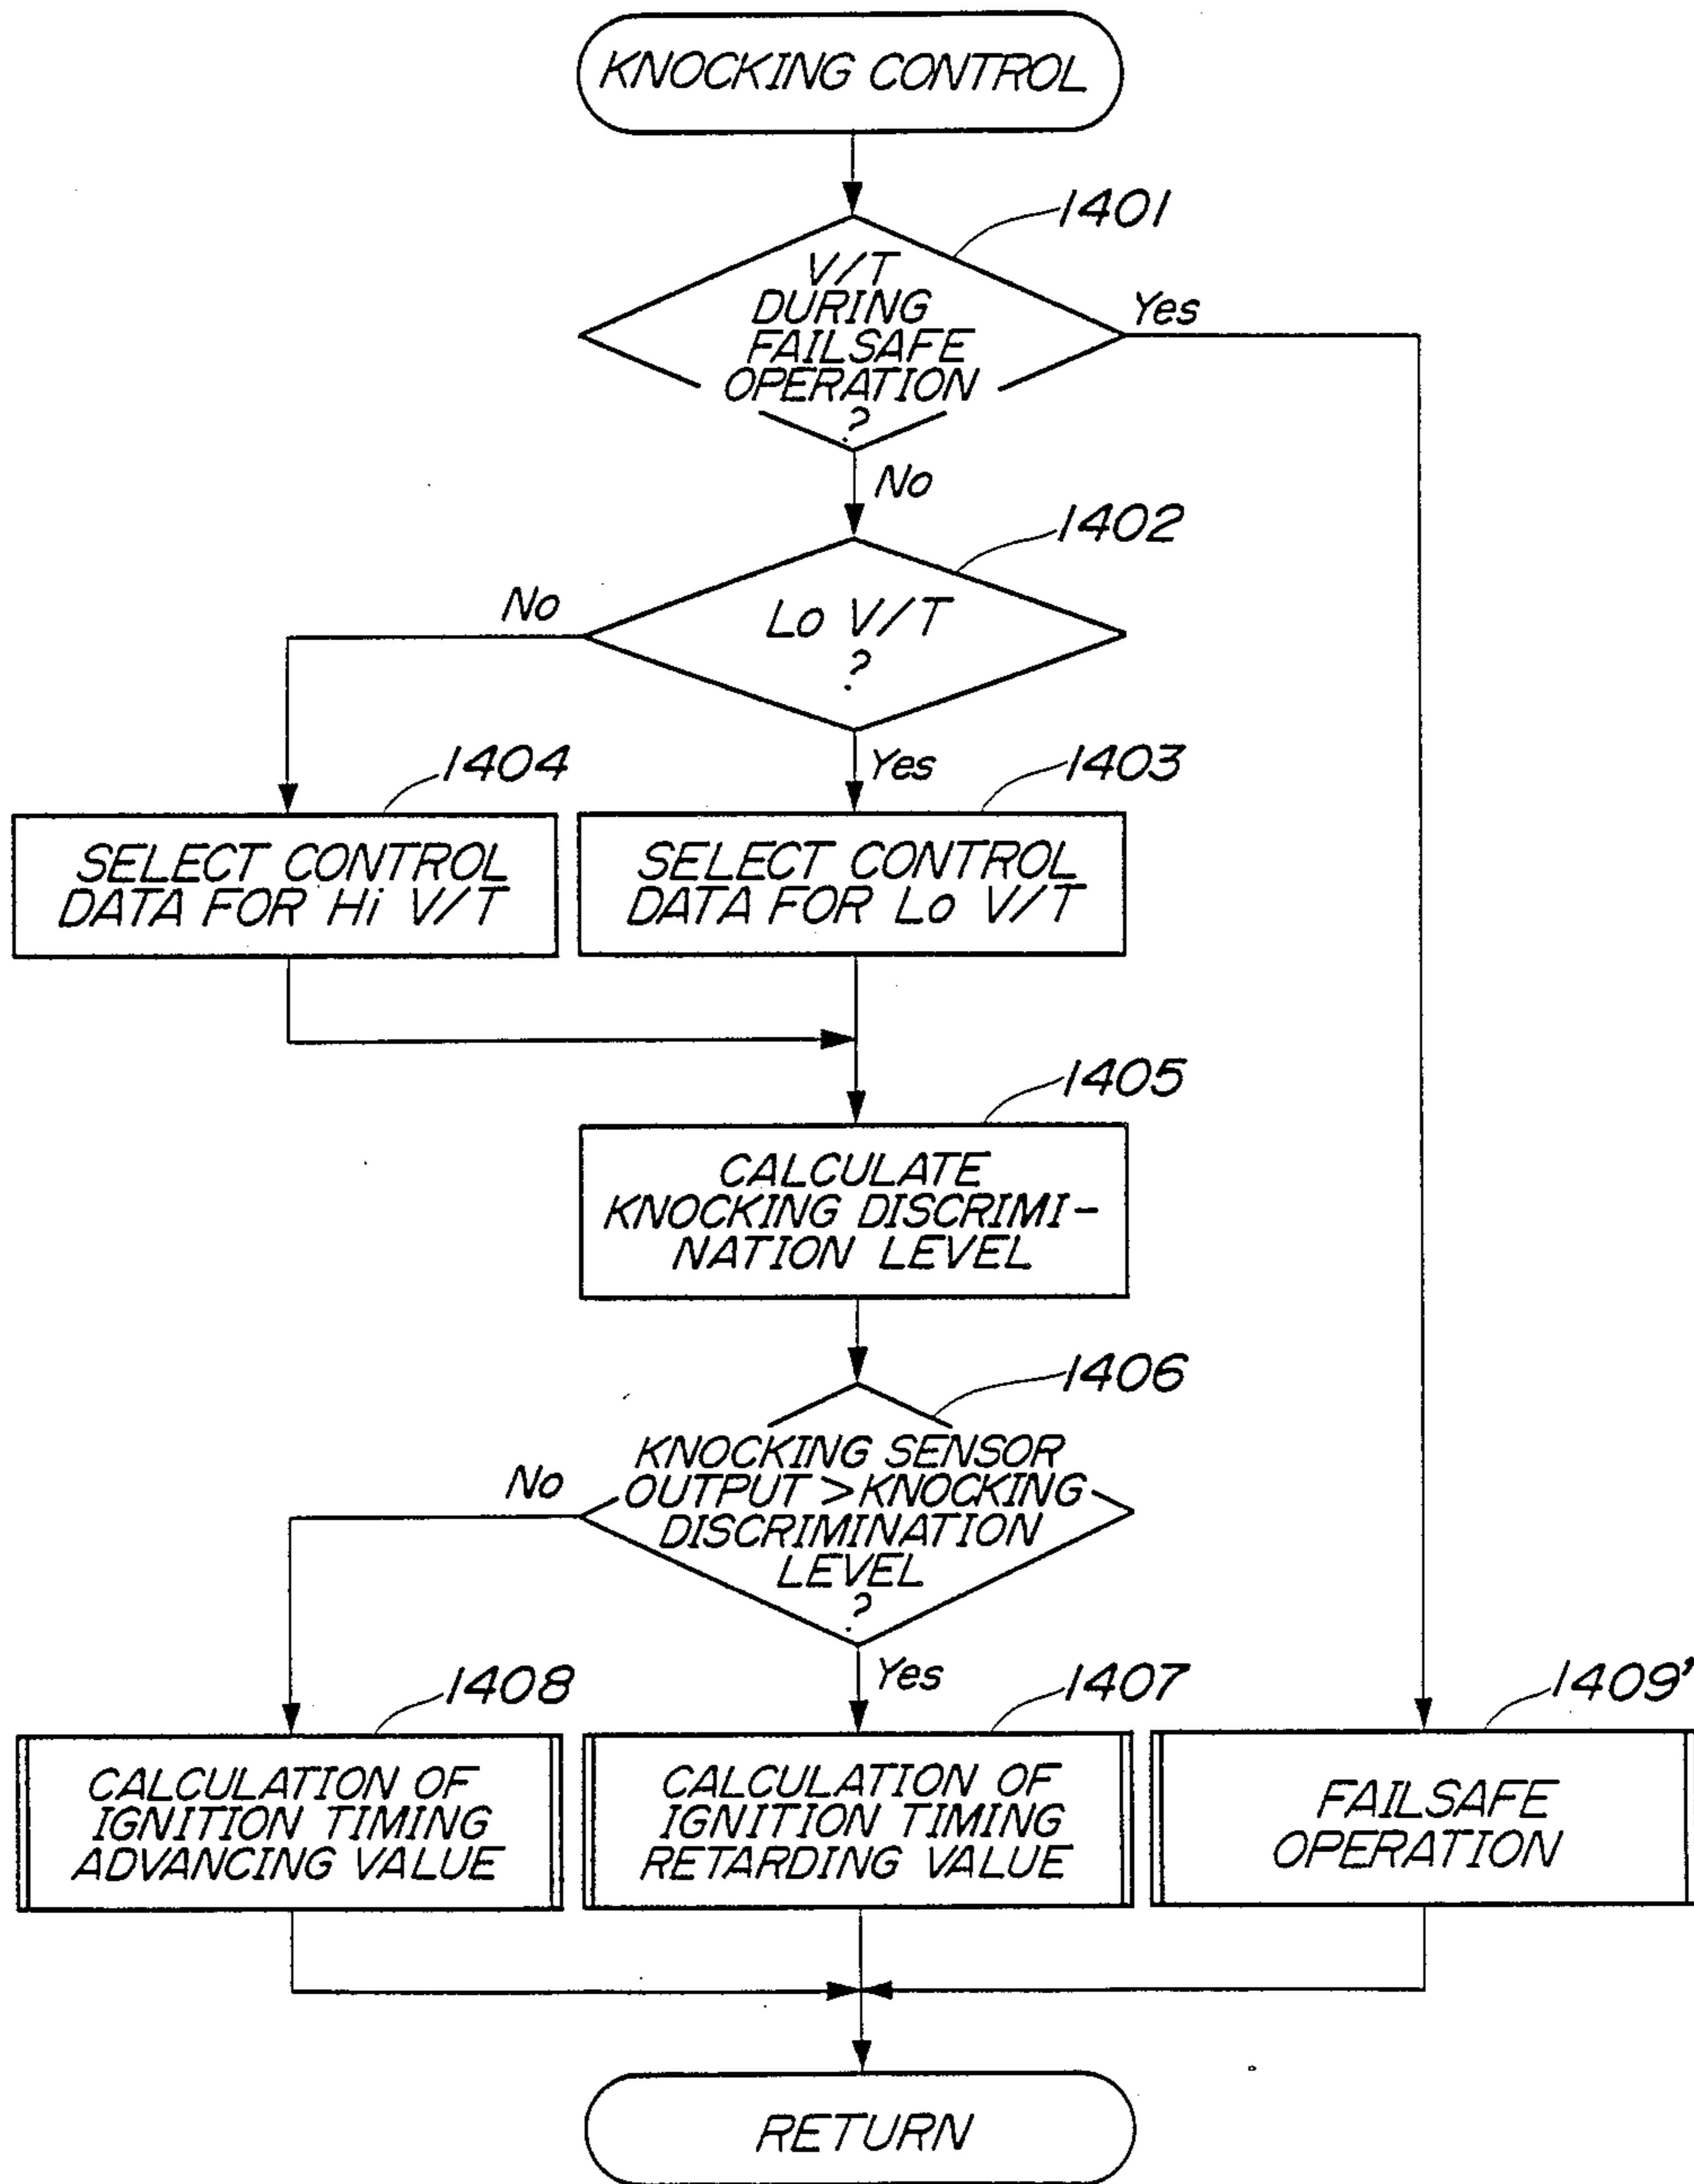 KNOCKING CONTROL
1401
V/T
DURING
FAILSAFE
OPERATION
?
Yes
No
1402
Lo V/T
?
No
Yes
1404
1403
SELECT CONTROL
DATA FOR Hi V/T
SELECT CONTROL
DATA FOR Lo V/T
1405
CALCULATE
KNOCKING DISCRIMI-
NATION LEVEL
1406
KNOCKING SENSOR
OUTPUT > KNOCKING
DISCRIMINATION
LEVEL
?
No
Yes
1408
1407
1409'
CALCULATION OF
IGNITION TIMING
ADVANCING VALUE
CALCULATION OF
IGNITION TIMING
RETARDING VALUE
FAILSAFE
OPERATION
RETURN